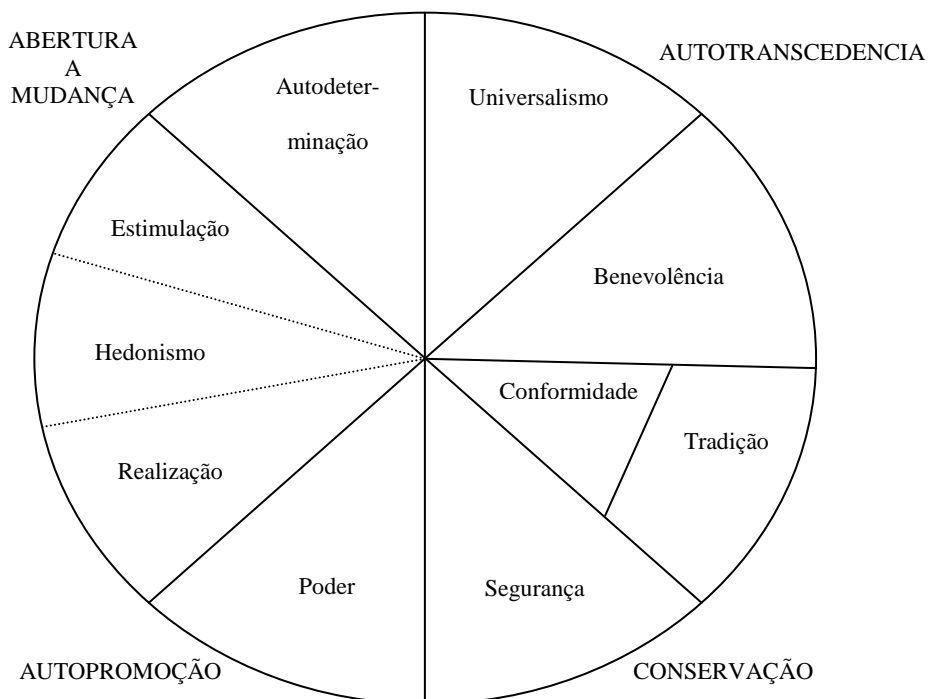 ABERTURA
A
MUDANÇA
AUTOTRANSCEDENCIA
Autodeter-
minação
Universalismo
Estimulação
Benevolência
Hedonismo
Conformidade
Tradição
Realização
Poder
Segurança
AUTOPROMOÇÃO
CONSERVAÇÃO